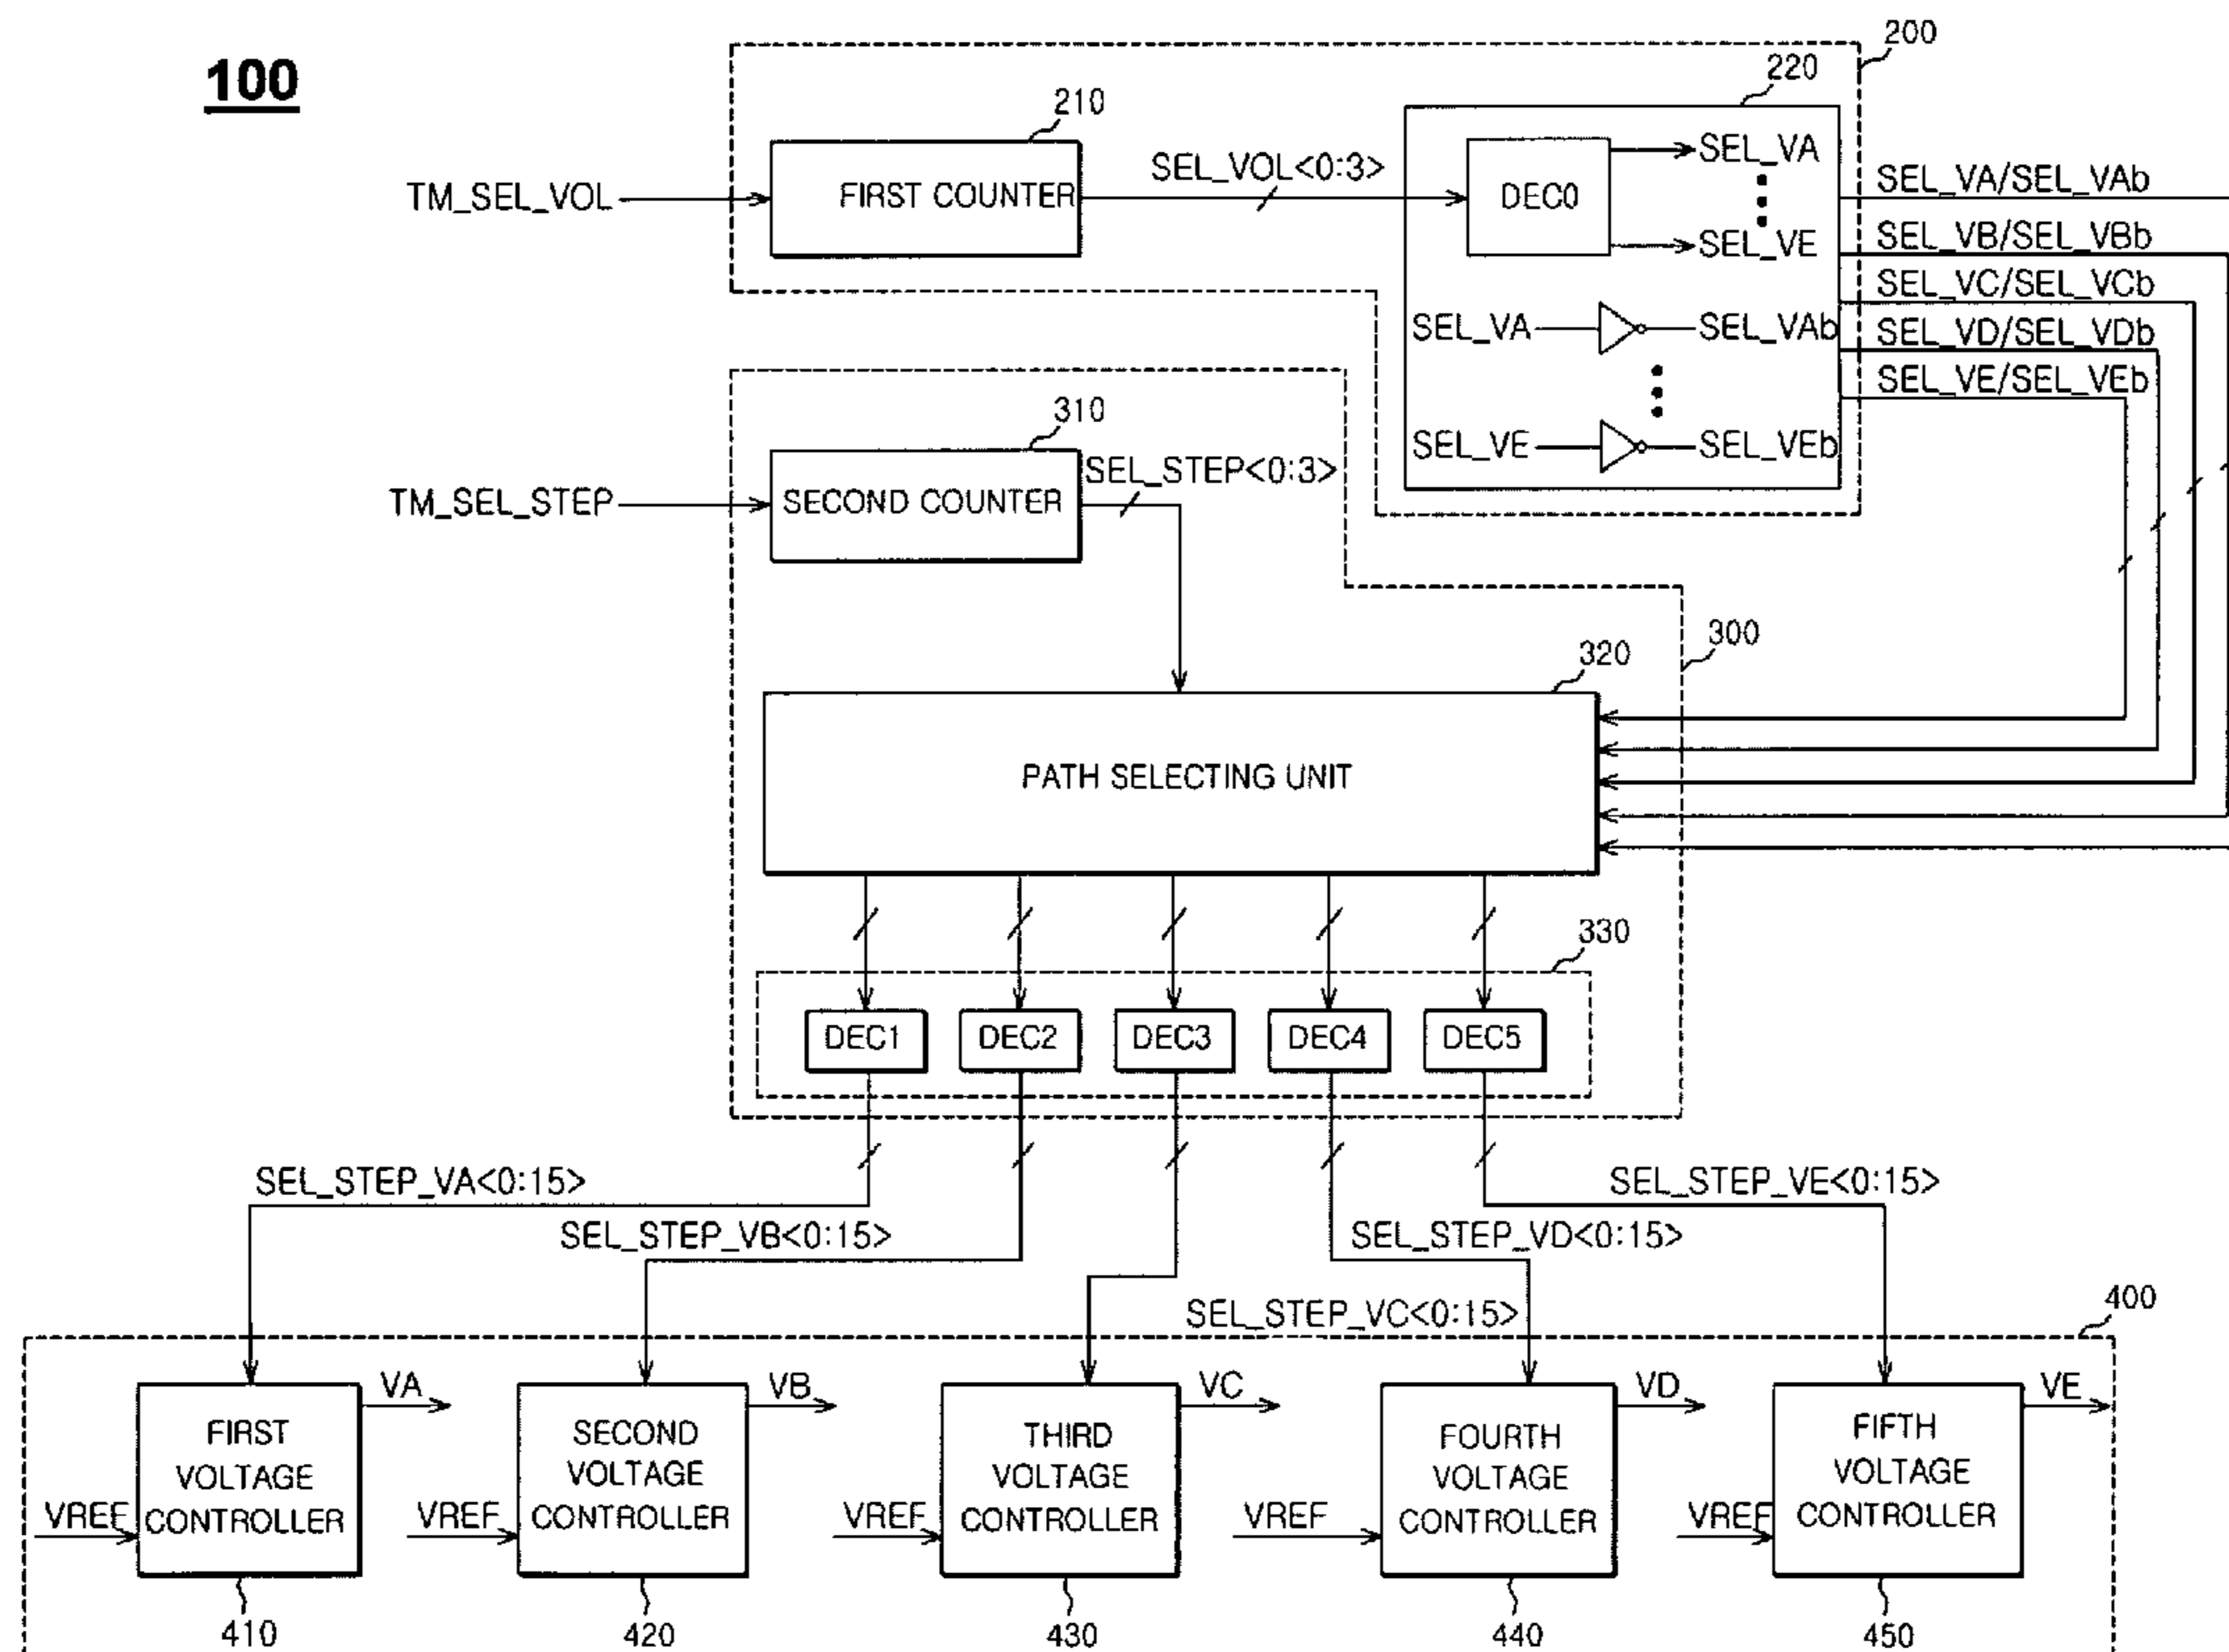 100
200
220
210
SEL_VOL<0:3>
TM_SEL_VOL
FIRST COUNTER
DEC0
SEL_VA
SEL_VE
SEL_VA
SEL_VAb
SEL_VE
SEL_VEb
SEL_VA/SEL_VAb
SEL_VB/SEL_VBb
SEL_VC/SEL_VCb
SEL_VD/SEL_VDb
SEL_VE/SEL_VEb
310
SEL_STEP<0:3>
TM_SEL_STEP
SECOND COUNTER
300
320
PATH SELECTING UNIT
330
DEC1
DEC2
DEC3
DEC4
DEC5
SEL_STEP_VA<0:15>
SEL_STEP_VE<0:15>
SEL_STEP_VB<0:15>
SEL_STEP_VD<0:15>
SEL_STEP_VC<0:15>
400
VA
VB
VC
VD
VE
FIRST
VOLTAGE
CONTROLLER
VREF
410
SECOND
VOLTAGE
CONTROLLER
VREF
420
THIRD
VOLTAGE
CONTROLLER
VREF
430
FOURTH
VOLTAGE
CONTROLLER
VREF
440
FIFTH
VOLTAGE
CONTROLLER
VREF
450